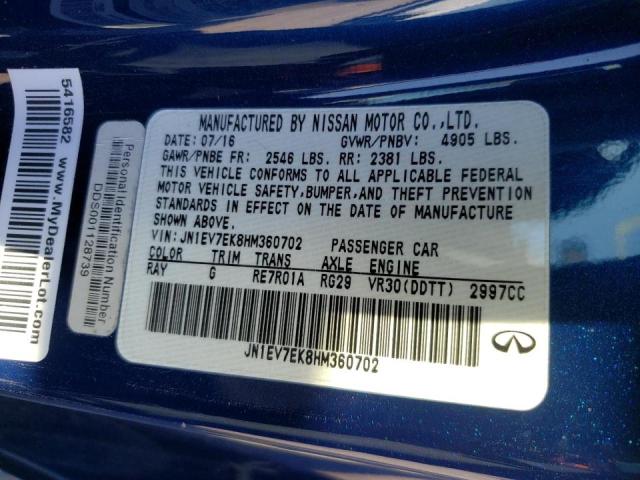 MANUFACTURED BY NISSAN MOTOR CO.,LTD.
DATE: 07/16 GVWR/PNBV: 4905 LBS.
GAWR/PNBE FR: 2546 LBS. RR: 2381 LBS.
THIS VEHICLE CONFORMS TO ALL APPLICABLE FEDERAL
MOTOR VEHICLE SAFETY,BUMPER,AND THEFT PREVENTION
STANDARDS IN EFFECT ON THE DATE OF MANUFACTURE
SHOWN ABOVE.
VIN:JN1EV7EK8HM360702 PASSENGER CAR
COLOR TRIM TRANS AXLE ENGINE
RAY G RE7R01A RG29 VR30(DDTT) 2997CC
JN1EV7EK8HM360702
Personal Identification Number
DDS001128739
5416582
www.MyDealerLot.com